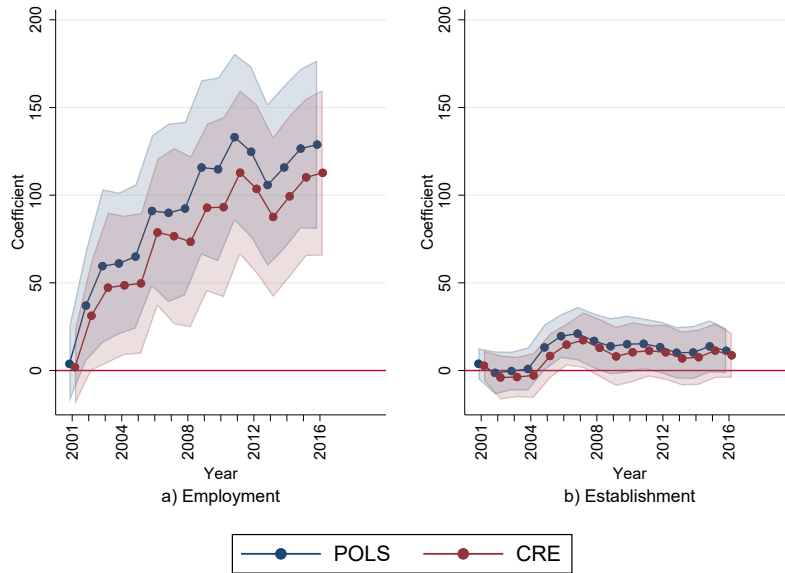 200
150
100
50
0
Coefficient
2001
2004
2008
2012
2016
Year
a) Employment
200
150
100
50
0
Coefficient
2001
2004
2008
2012
2016
Year
b) Establishment
POLS
CRE